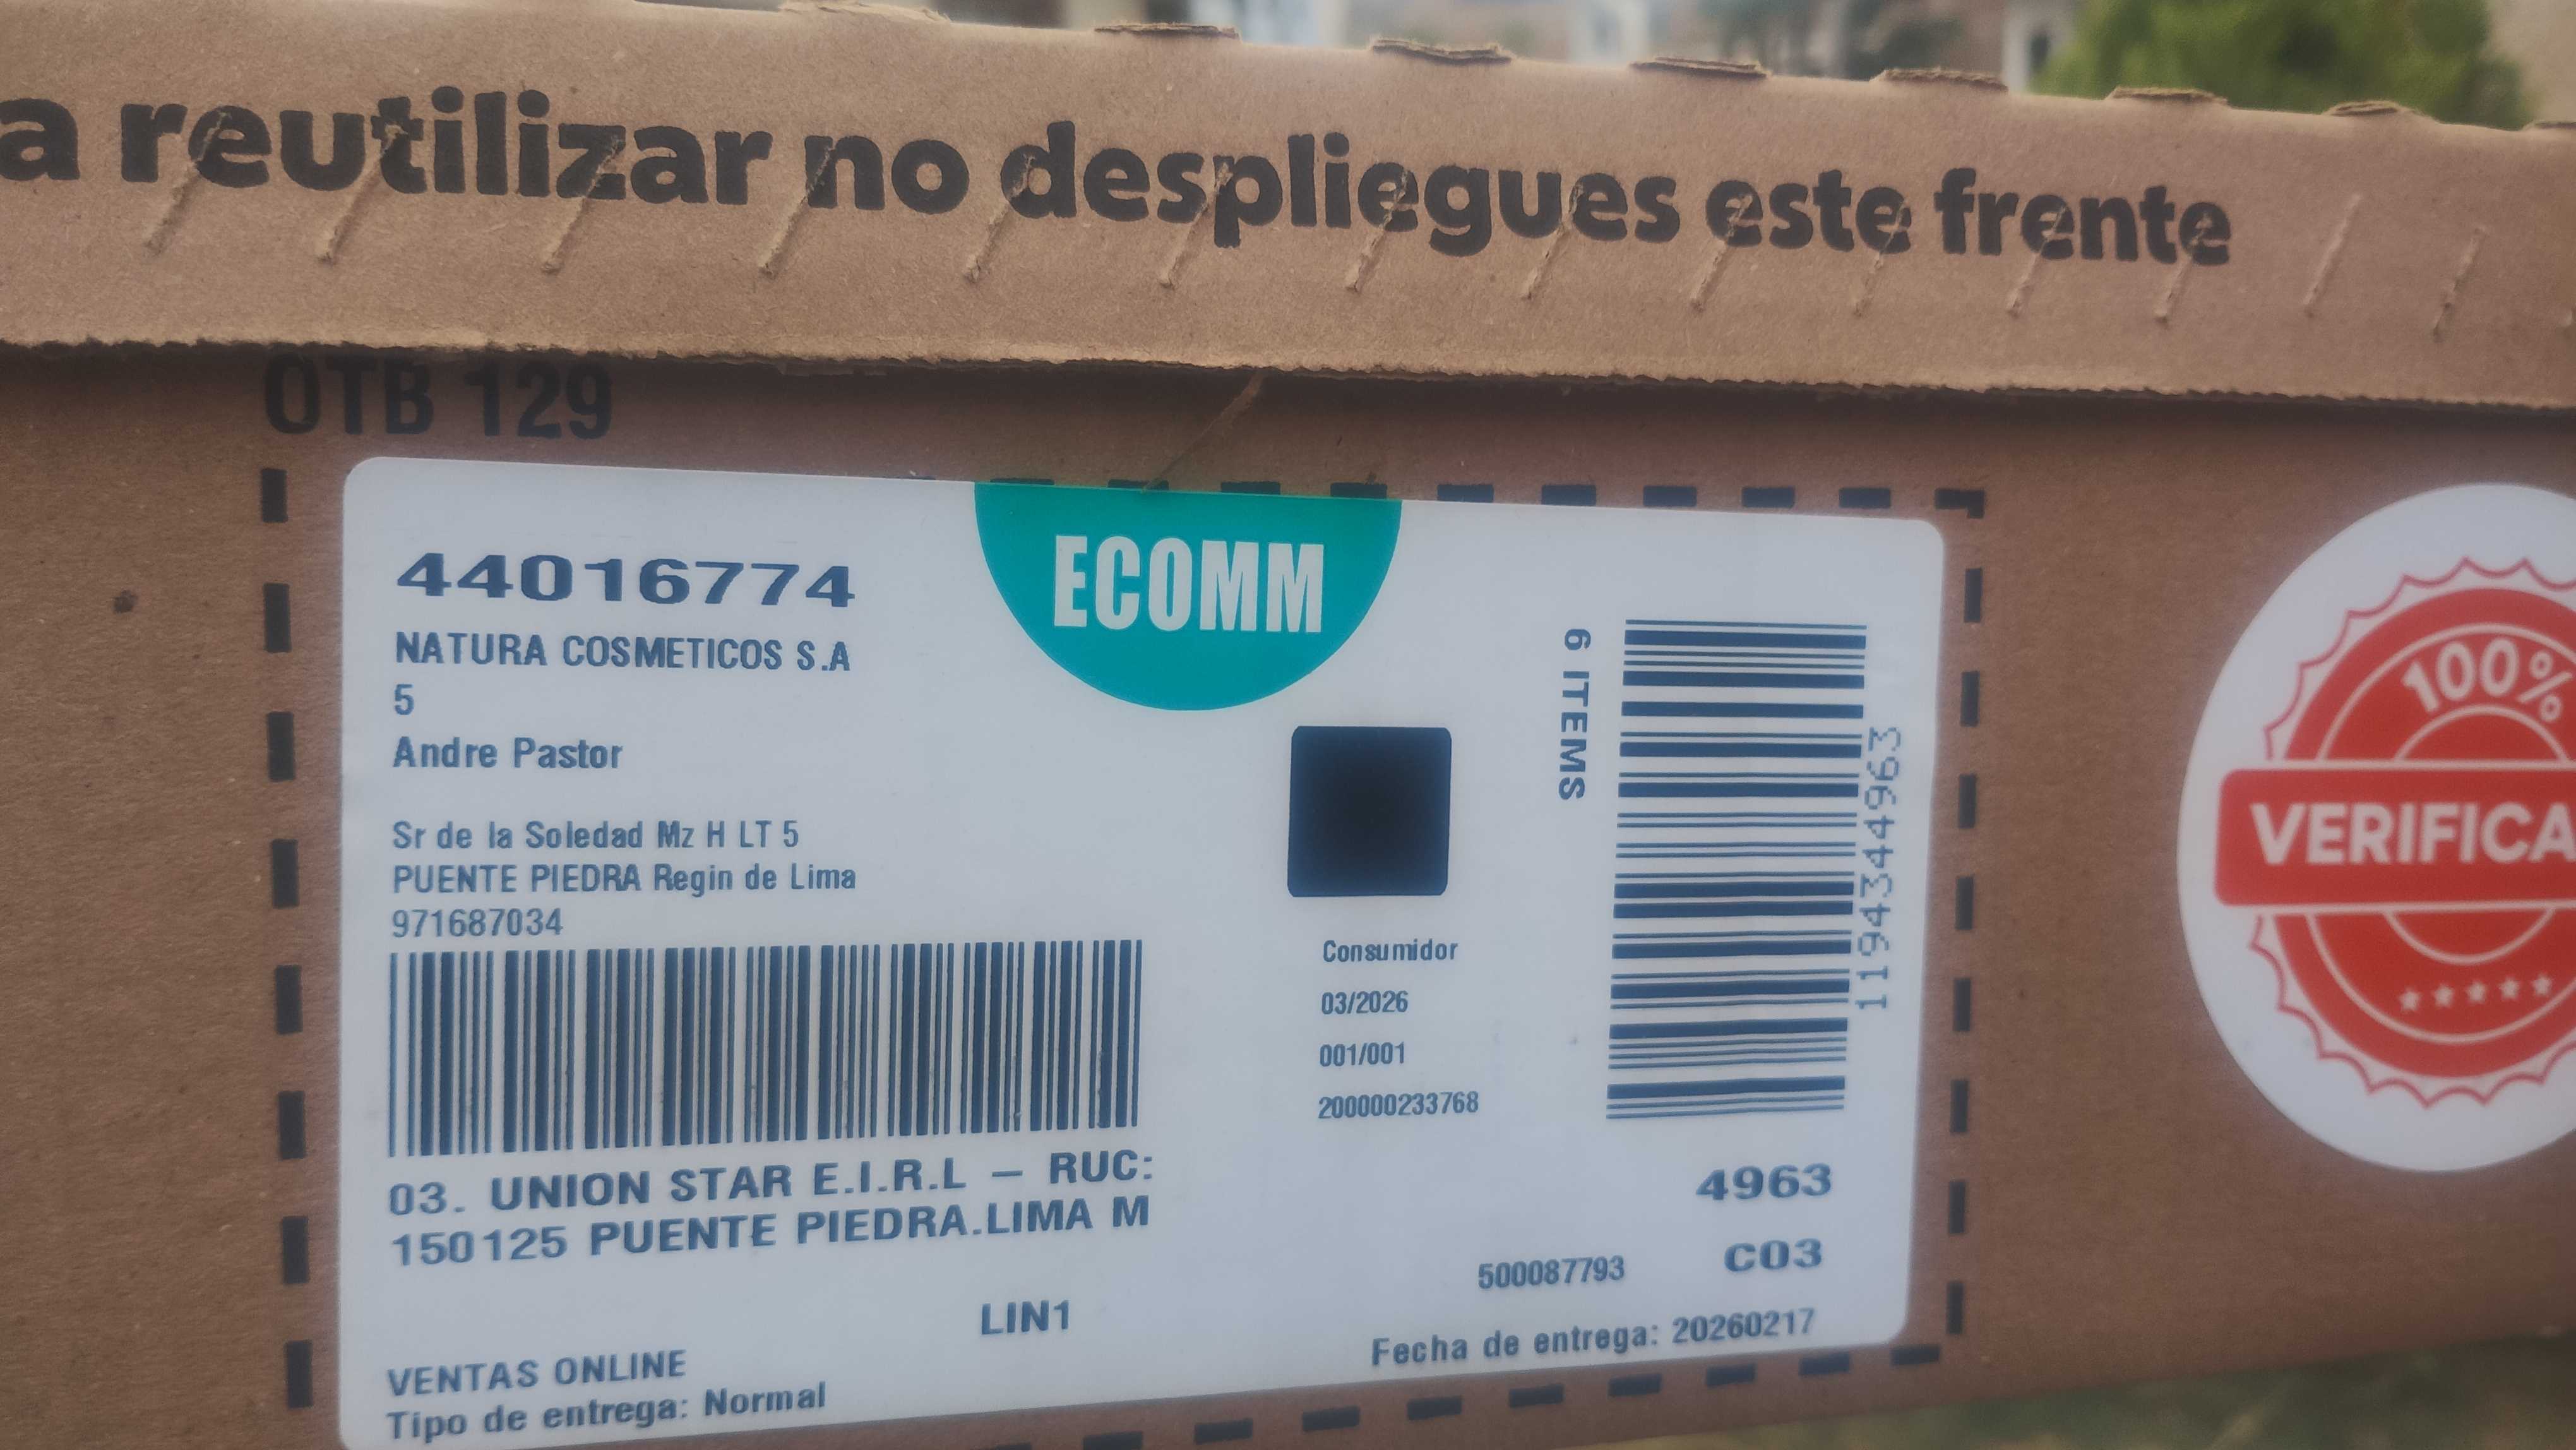 a reutilizar no despliegues este frente
OTB 129
ECOMM
44016774
NATURA COSMETICOS S.A
5
Andre Pastor
Sr de la Soledad Mz H LT 5
PUENTE PIEDRA Regin de Lima
971687034
03. UNION STAR E.I.R.L – RUC:
150125 PUENTE PIEDRA.LIMA M
LIN1
VENTAS ONLINE
Tipo de entrega: Normal
6 ITEMS
11943444963
Consumidor
03/2026
001/001
200000233768
4963
500087793 C03
Fecha de entrega: 20260217
100%
VERIFICA